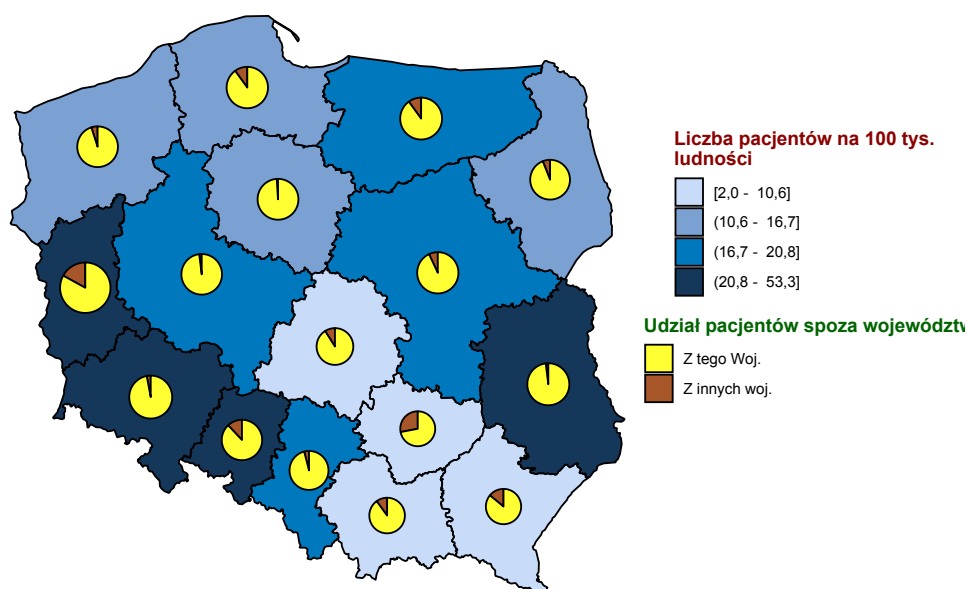 Liczba pacjentów na 100 tys.
ludności
[2,0 - 10,6]
(10,6 - 16,7]
(16,7 - 20,8]
(20,8 - 53,3]
Udział pacjentów spoza województw
Z tego Woj.
Z innych woj.